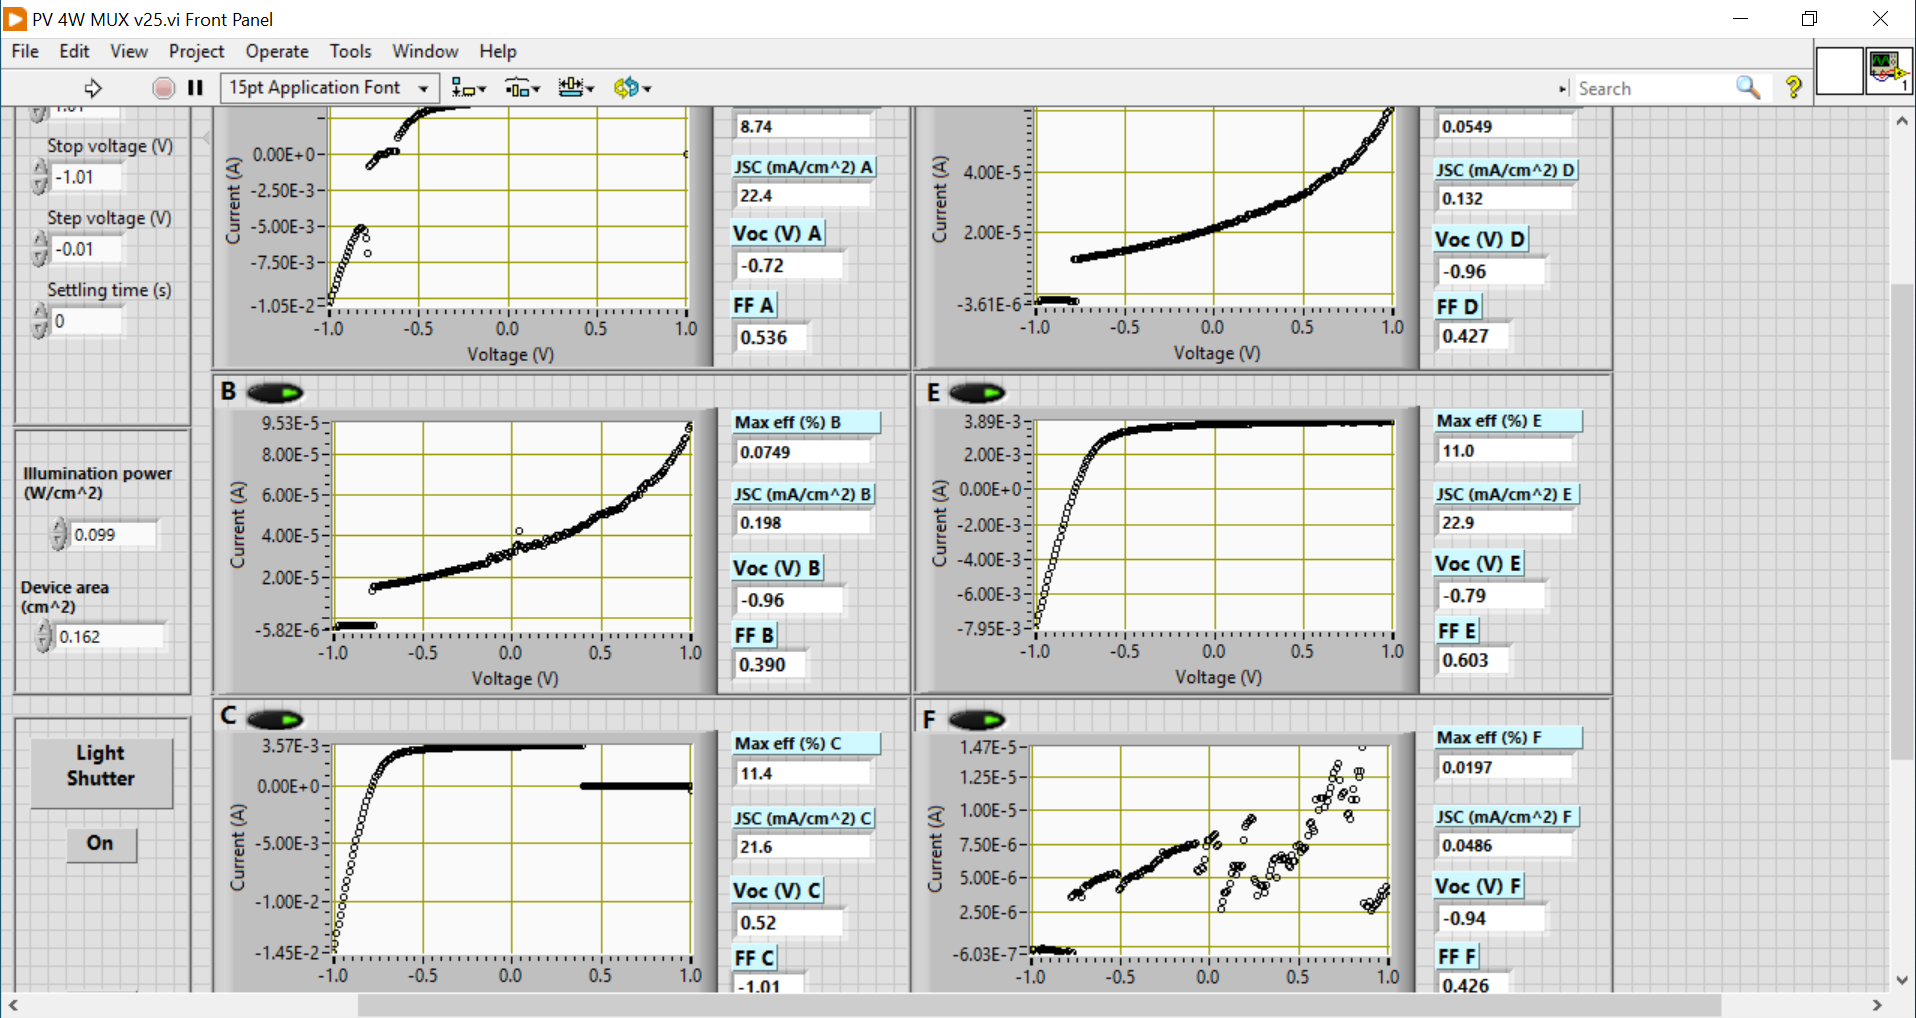 PV 4W MUX v25.vi Front Panel
File Edit View Project Operate Tools Window Help
15pt Application Font
Search
1
Stop voltage (V)
-1.01
Step voltage (V)
-0.01
Settling time (s)
0
Illumination power
(W/cm^2)
0.099
Device area
(cm^2)
0.162
Light
Shutter
On
Current (A)
0.00E+0
-2.50E-3
-5.00E-3
-7.50E-3
-1.05E-2
-1.0 -0.5 0.0 0.5 1.0
Voltage (V)
8.74
JSC (mA/cm^2) A
22.4
Voc (V) A
-0.72
FF A
0.536
Current (A)
4.00E-5
2.00E-5
-3.61E-6
-1.0 -0.5 0.0 0.5 1.0
Voltage (V)
0.0549
JSC (mA/cm^2) D
0.132
Voc (V) D
-0.96
FF D
0.427
B
Current (A)
9.53E-5
8.00E-5
6.00E-5
4.00E-5
2.00E-5
-5.82E-6
-1.0 -0.5 0.0 0.5 1.0
Voltage (V)
Max eff (%) B
0.0749
JSC (mA/cm^2) B
0.198
Voc (V) B
-0.96
FF B
0.390
E
Current (A)
3.89E-3
2.00E-3
0.00E+0
-2.00E-3
-4.00E-3
-6.00E-3
-7.95E-3
-1.0 -0.5 0.0 0.5 1.0
Voltage (V)
Max eff (%) E
11.0
JSC (mA/cm^2) E
22.9
Voc (V) E
-0.79
FF E
0.603
C
Current (A)
3.57E-3
0.00E+0
-5.00E-3
-1.00E-2
-1.45E-2
-1.0 -0.5 0.0 0.5 1.0
Max eff (%) C
11.4
JSC (mA/cm^2) C
21.6
Voc (V) C
0.52
FF C
-1.01
F
Current (A)
1.47E-5
1.25E-5
1.00E-5
7.50E-6
5.00E-6
2.50E-6
-6.03E-7
-1.0 -0.5 0.0 0.5 1.0
Max eff (%) F
0.0197
JSC (mA/cm^2) F
0.0486
Voc (V) F
-0.94
FF F
0.426